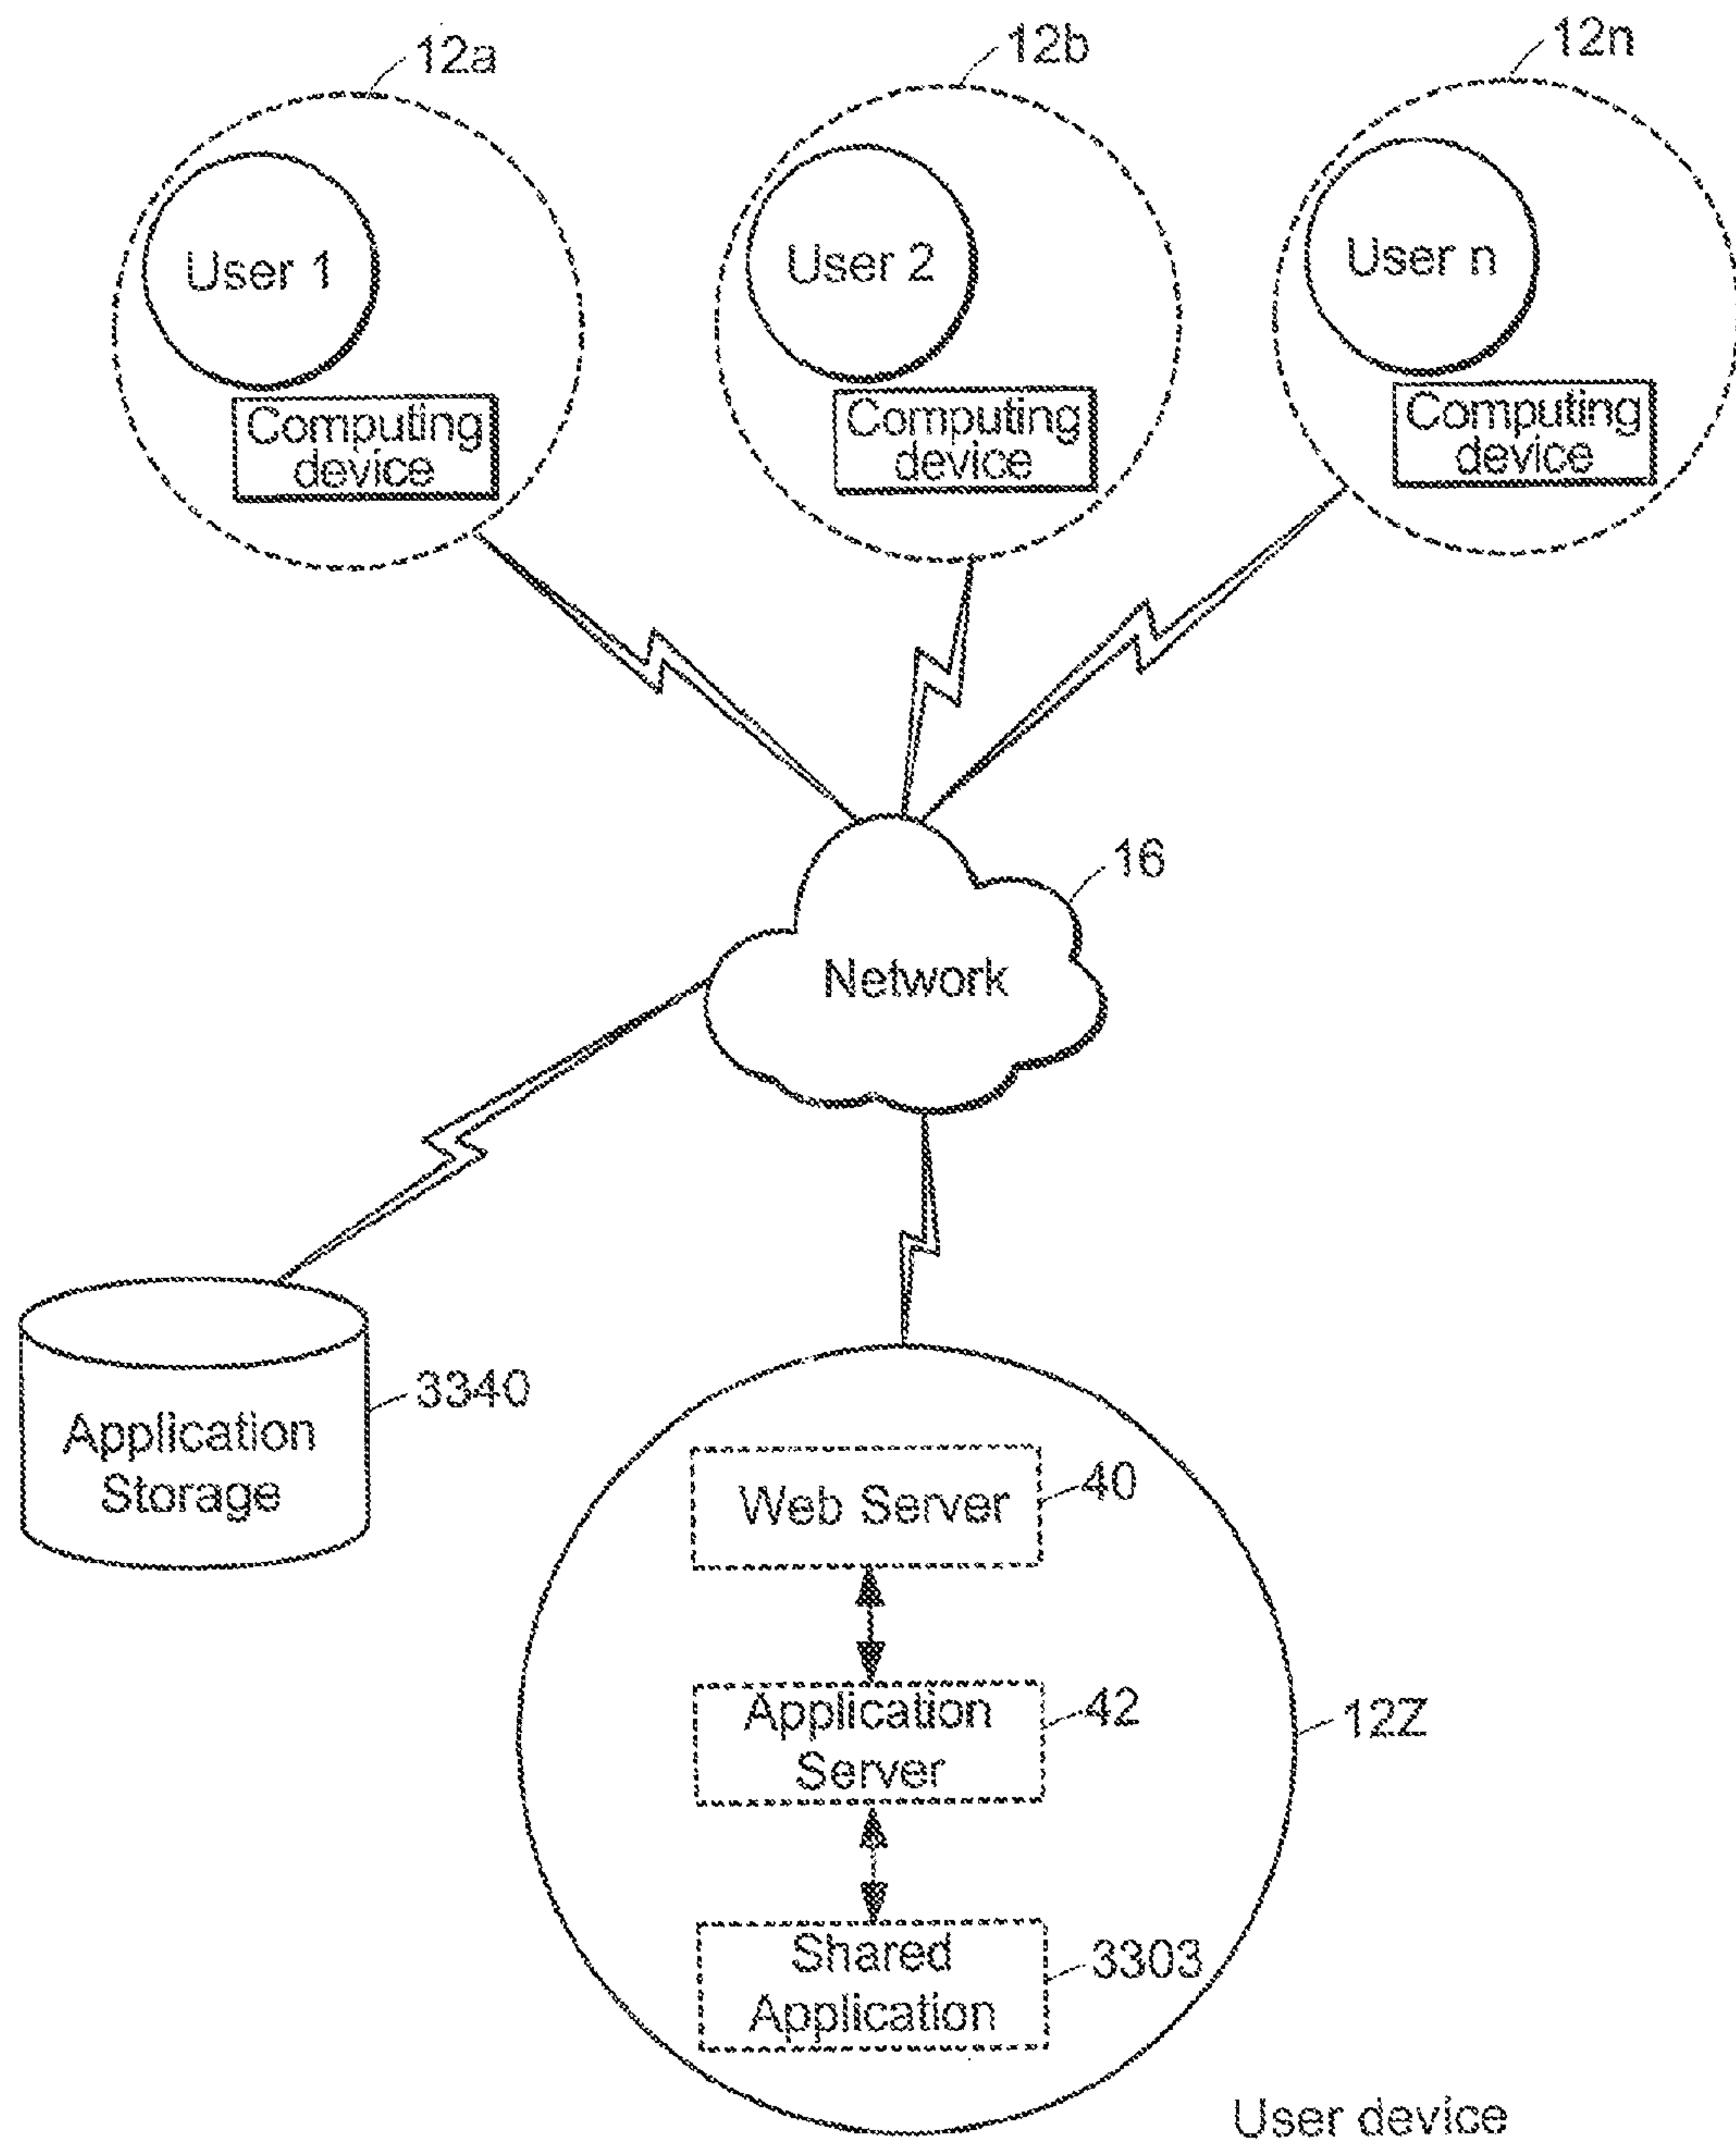 12a
12b
12n
User 1
User 2
User n
Computing
device
Computing
device
Computing
device
16
Network
3340
Application
Storage
Web Server
40
Application
Server
42
12Z
Shared
Application
3303
User device